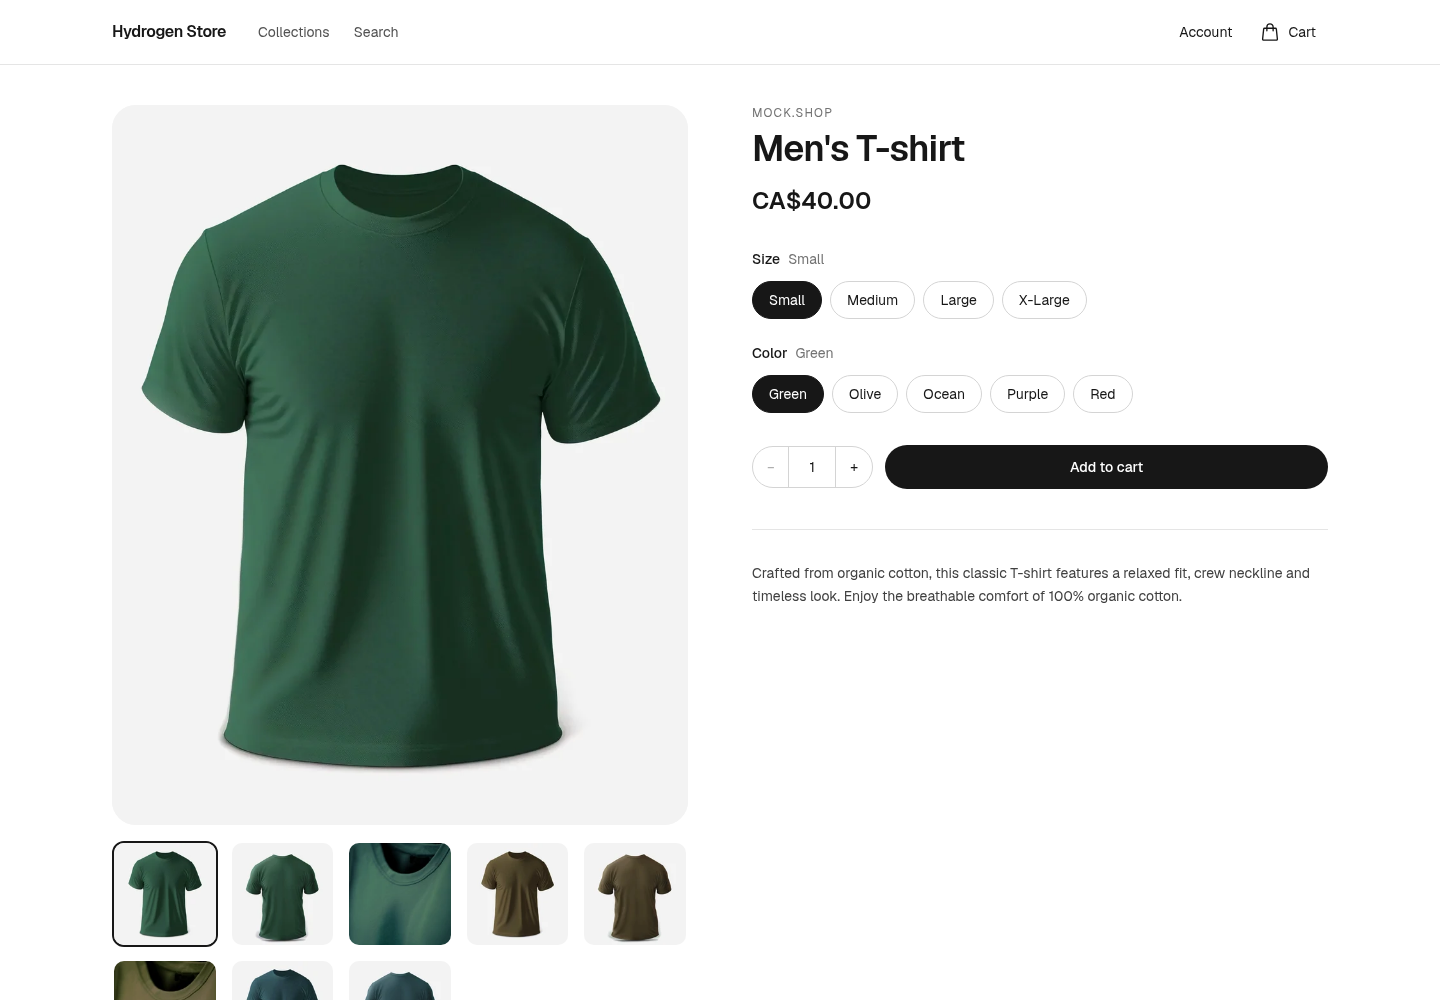 Hydrogen Store
Collections
Search
Account
Cart
MOCK.SHOP
Men's T-shirt
CA$40.00
Size Small
Small
Medium
Large
X-Large
Color Green
Green
Olive
Ocean
Purple
Red
−
1
+
Add to cart
Crafted from organic cotton, this classic T-shirt features a relaxed fit, crew neckline and
timeless look. Enjoy the breathable comfort of 100% organic cotton.